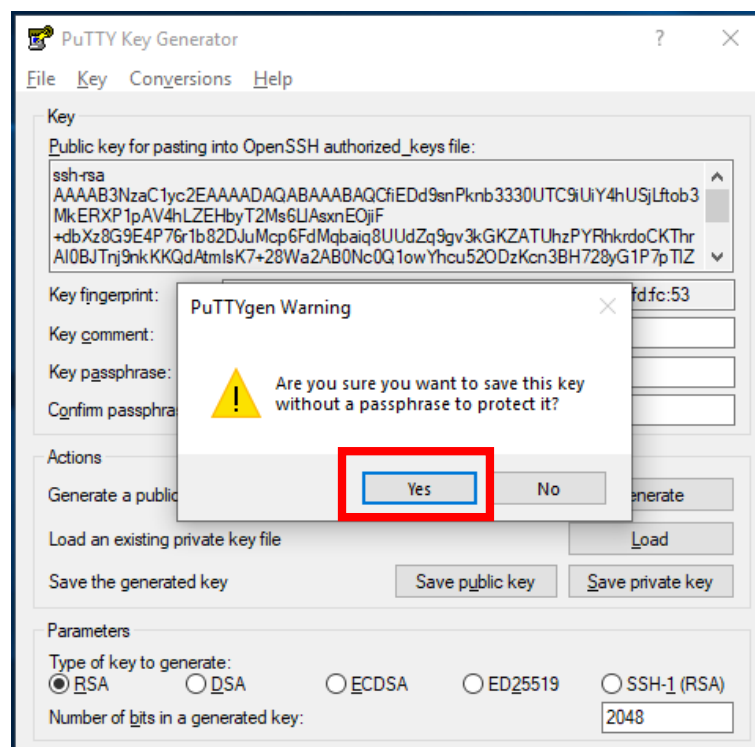 PuTTY Key Generator
?
File Key Conversions Help
Key
Public key for pasting into OpenSSH authorized_keys file:
ssh-rsa
AAAAB3NzaC1yc2EAAAADAQABAAABAQCfiEDd9snPknb3330UTC9iUiY4hUSjLftob3
MkERXP1pAV4hLZEHbyT2Ms6LlAsxnEOjiF
+dbXz8G9E4P76r1b82DJuMcp6FdMqbaiq8UUdZq9gv3kGKZATUhzPYRhkrdoCKThr
AI0BJTnj9nkKKQdAtmIsK7+28Wa2AB0Nc0Q1owYhcu52ODzKcn3BH728yG1P7pTlZ
Key fingerprint:
fd:fc:53
PuTTYgen Warning
Key comment:
Key passphrase:
Are you sure you want to save this key
without a passphrase to protect it?
Confirm passphra
Actions
Yes No
Generate a public
enerate
Load an existing private key file Load
Save the generated key Save public key Save private key
Parameters
Type of key to generate:
RSA DSA ECDSA ED25519 SSH-1 (RSA)
Number of bits in a generated key: 2048